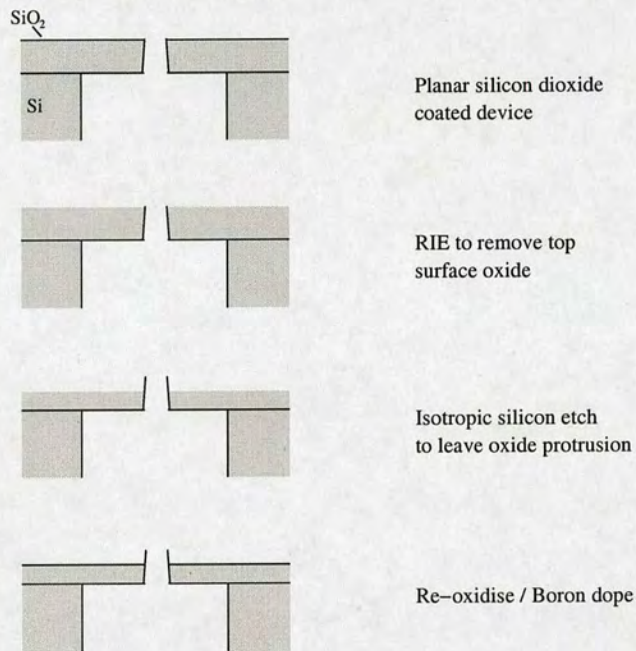 SiO2
Si
Planar silicon dioxide
coated device
RIE to remove top
surface oxide
Isotropic silicon etch
to leave oxide protrusion
Re-oxidise / Boron dope